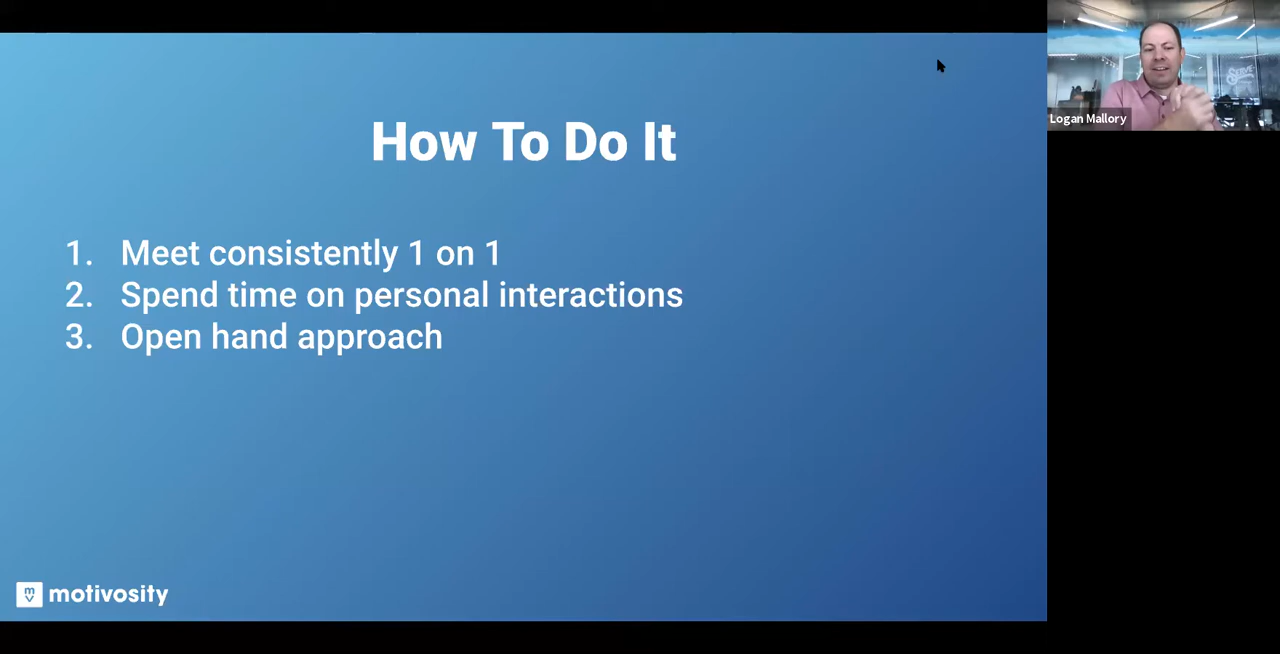 How To Do It
1. Meet consistently 1 on 1
2. Spend time on personal interactions
3. Open hand approach
motivosity
Logan Mallory
SERVE